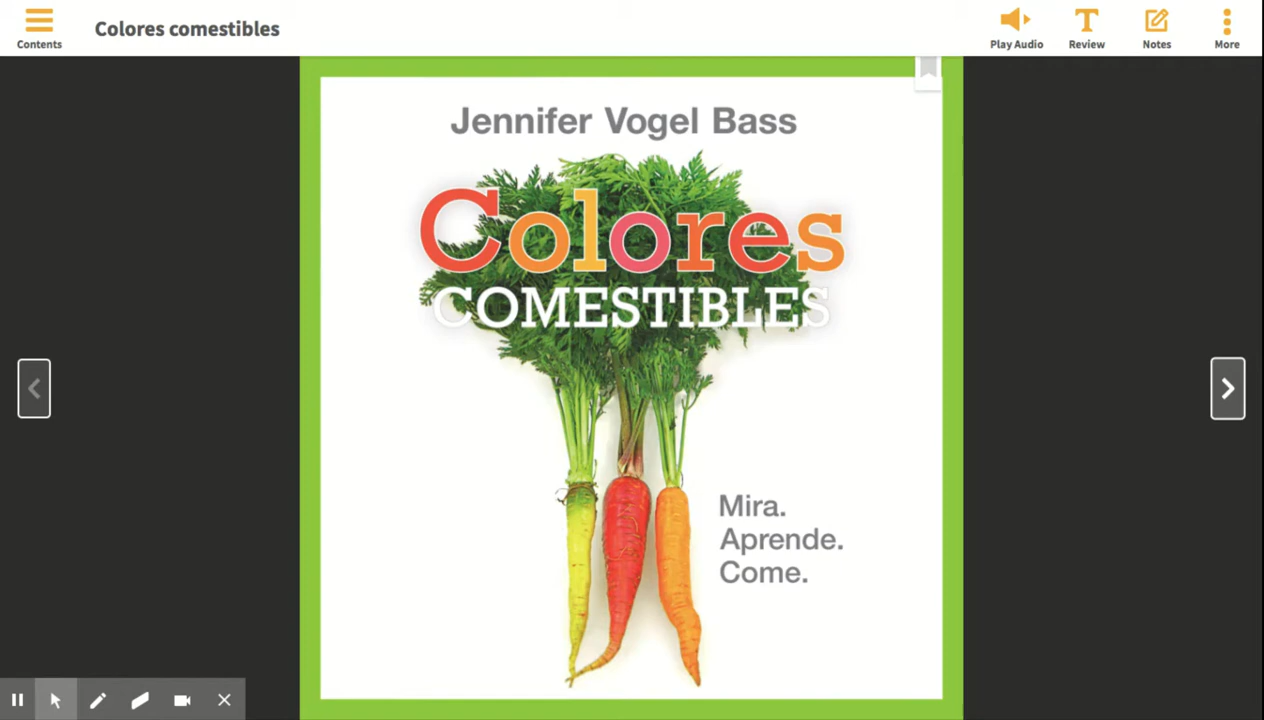 Contents
Colores comestibles
Play Audio
Review
Notes
More
Jennifer Vogel Bass
Colores
COMESTIBLES
Mira.
Aprende.
Come.